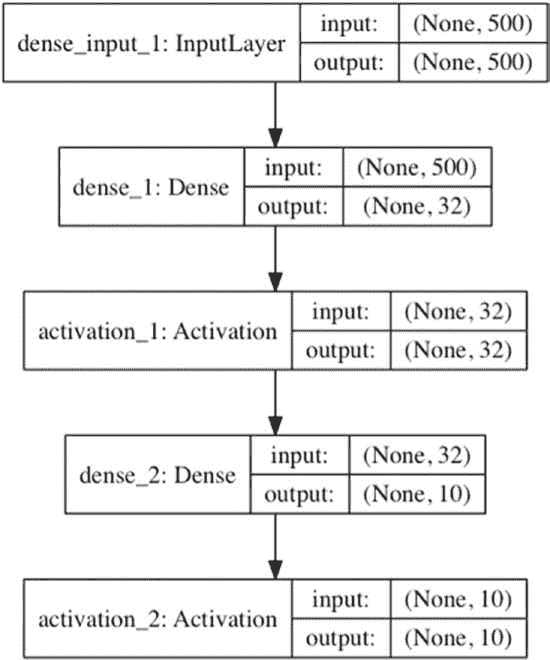 dense_input_1: InputLayer
input: (None, 500)
output: (None, 500)
dense_1: Dense
input: (None, 500)
output: (None, 32)
activation_1: Activation
input: (None, 32)
output: (None, 32)
dense_2: Dense
input: (None, 32)
output: (None, 10)
activation_2: Activation
input: (None, 10)
output: (None, 10)